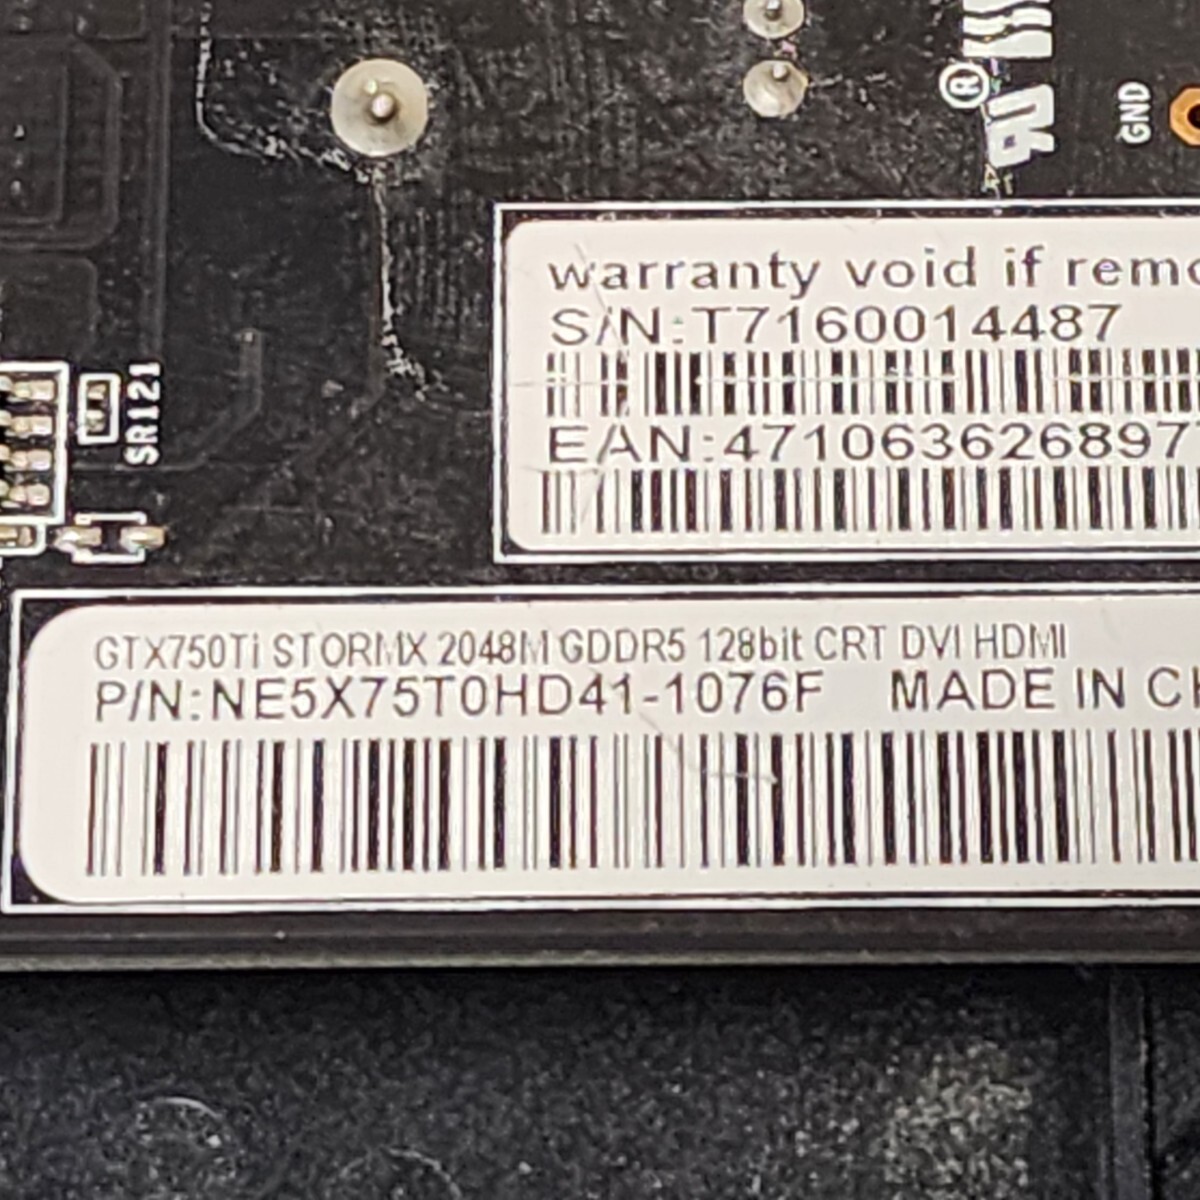 ®
GND
warranty void if remo
S/N:T7160014487
SR121
EAN:471063626897
GTX750Ti STORMX 2048M GDDR5 128bit CRT DVI HDMI
P/N:NE5X75T0HD41-1076F MADE IN CH